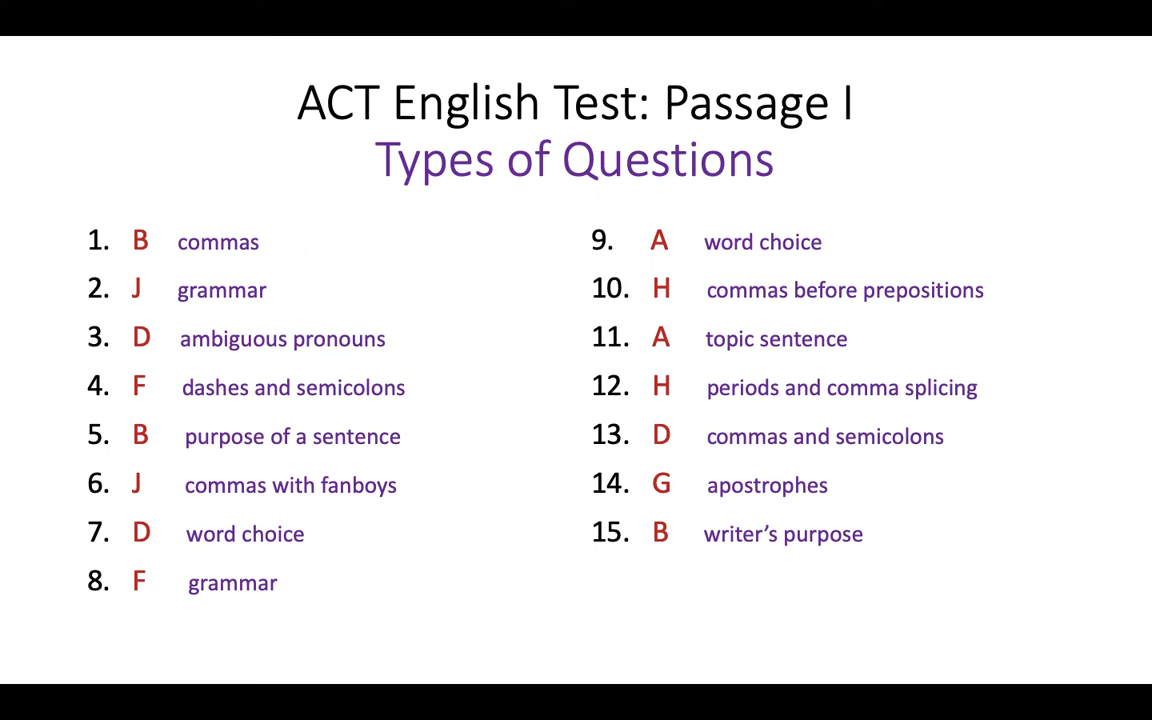 ACT English Test: Passage I
Types of Questions
1. B commas
2. J grammar
3. D ambiguous pronouns
4. F dashes and semicolons
5. B purpose of a sentence
6. J commas with fanboys
7. D word choice
8. F grammar
9. A word choice
10. H commas before prepositions
11. A topic sentence
12. H periods and comma splicing
13. D commas and semicolons
14. G apostrophes
15. B writer’s purpose